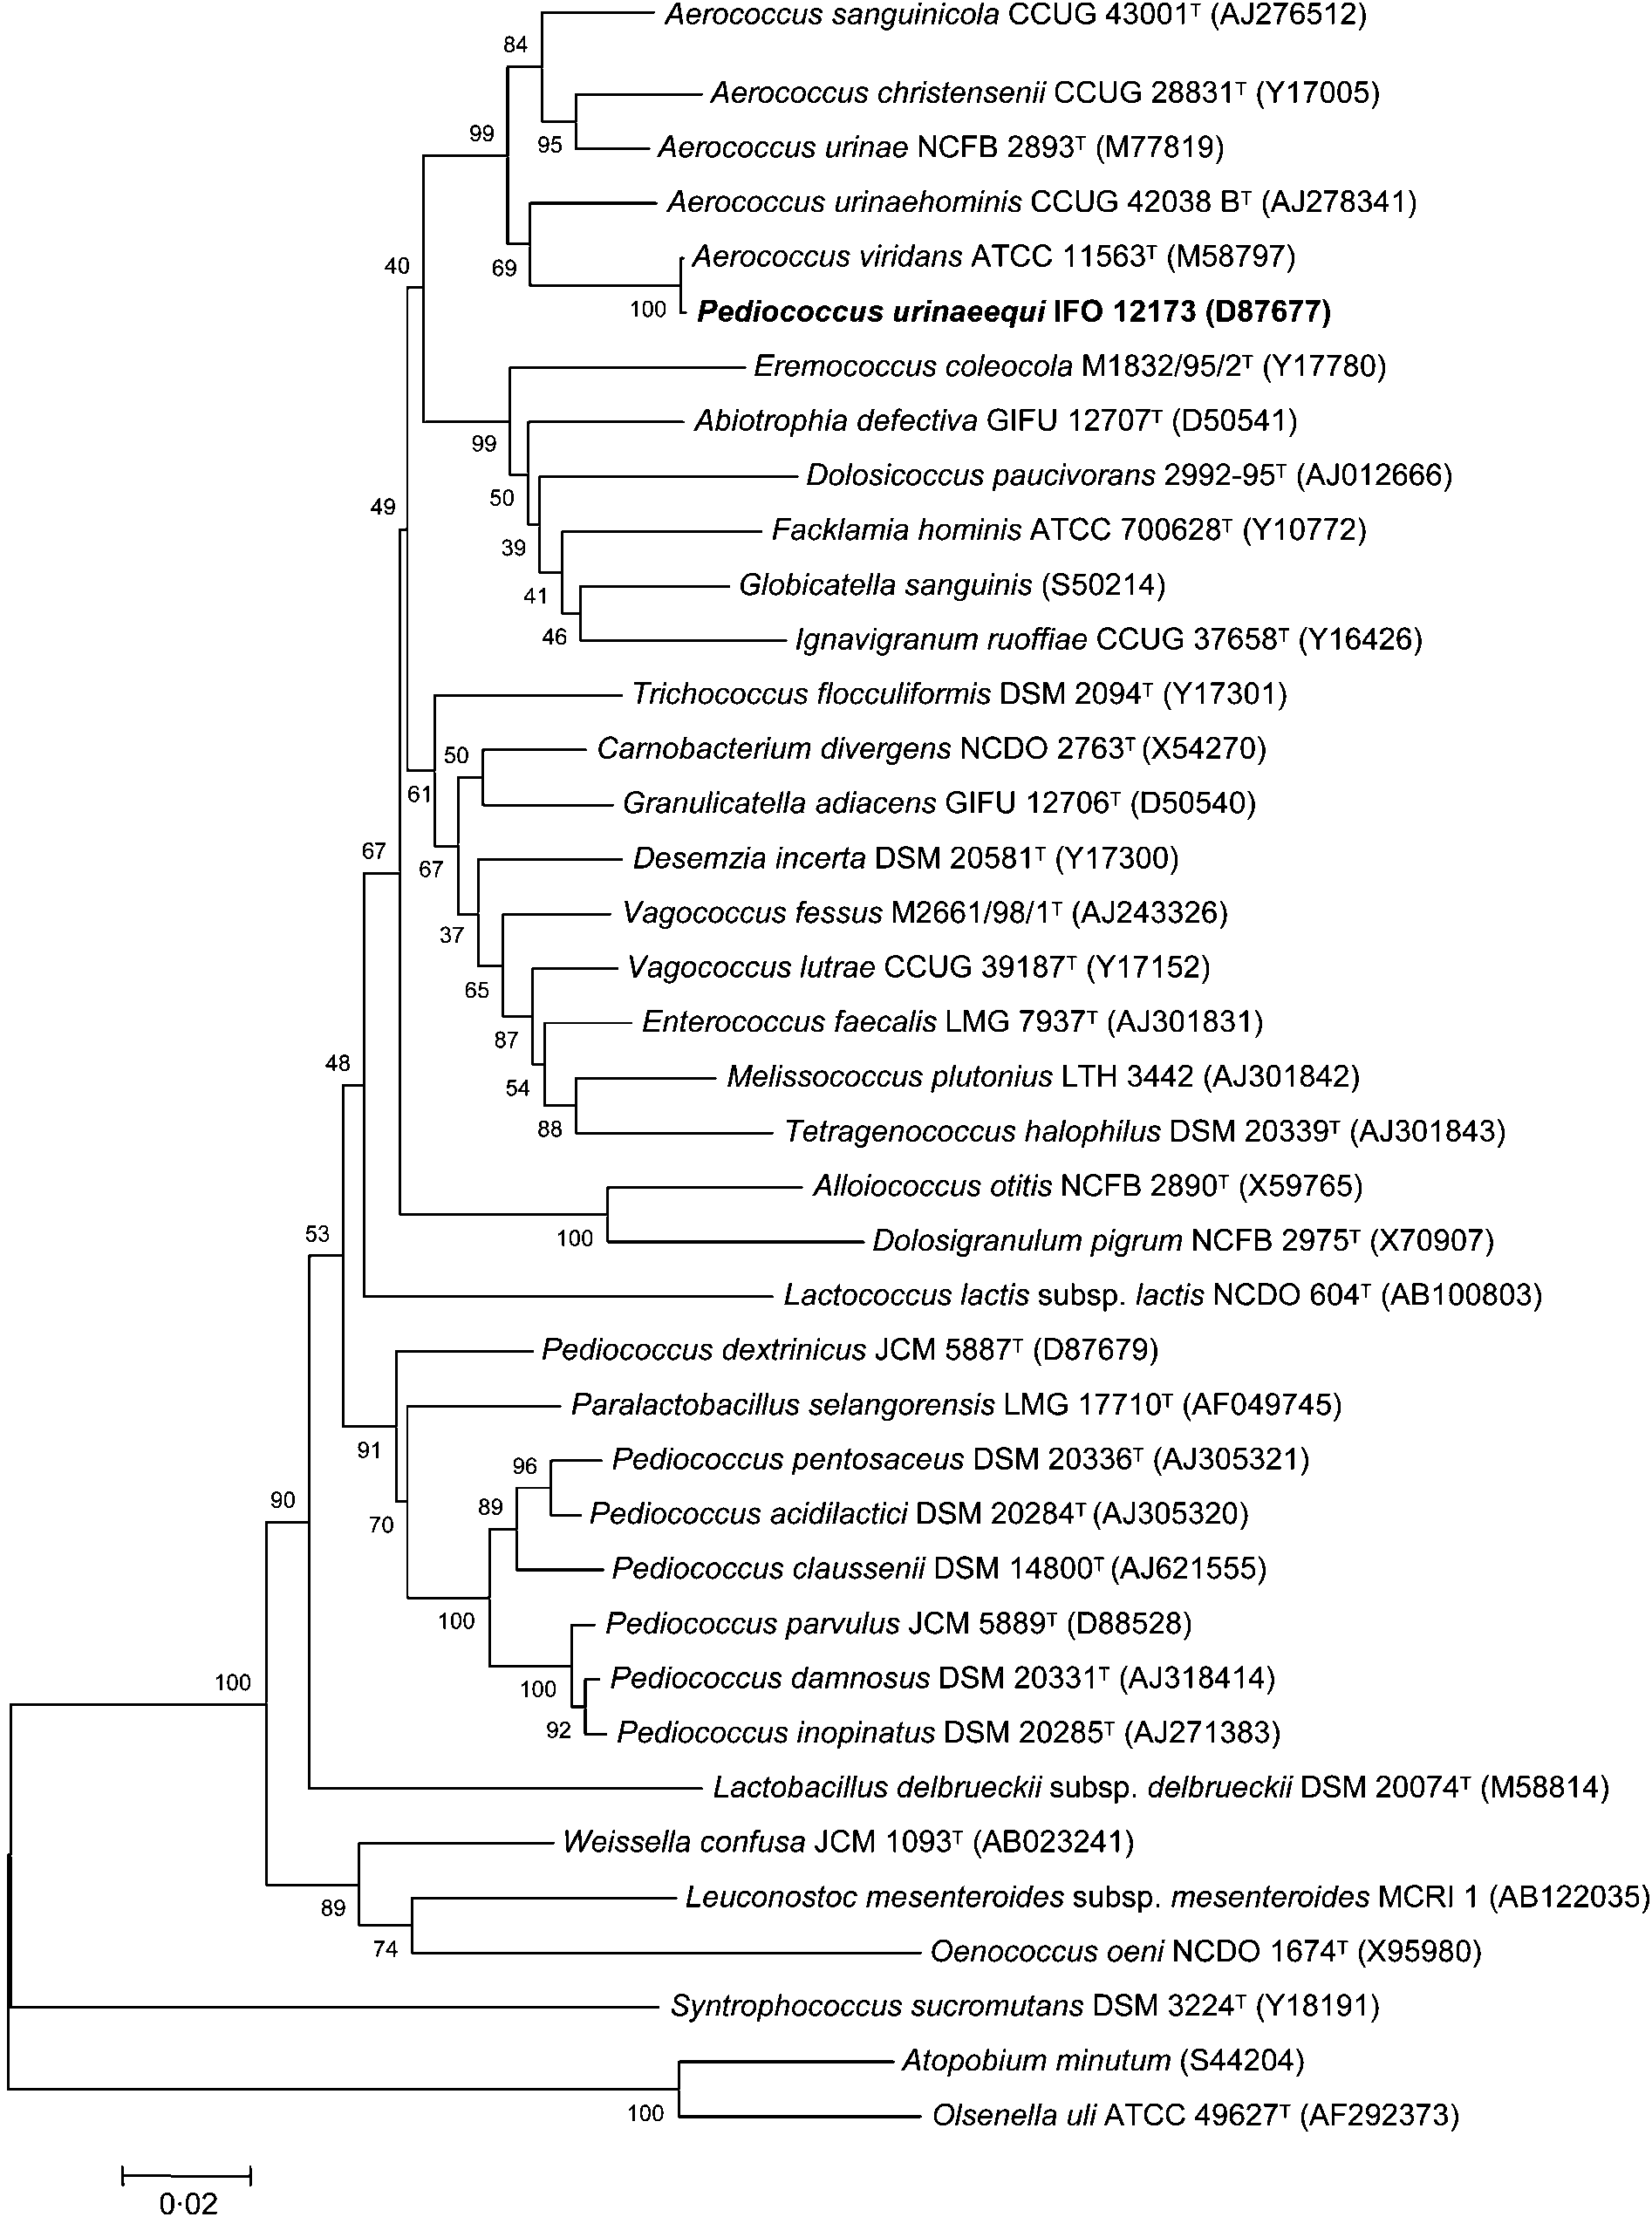 Aerococcus sanguinicola CCUG 43001ᵀ (AJ276512)
84
Aerococcus christensenii CCUG 28831ᵀ (Y17005)
99
95
Aerococcus urinae NCFB 2893ᵀ (M77819)
Aerococcus urinaehominis CCUG 42038 Bᵀ (AJ278341)
40
69
Aerococcus viridans ATCC 11563ᵀ (M58797)
100
Pediococcus urinaeequi IFO 12173 (D87677)
Eremococcus coleocola M1832/95/2ᵀ (Y17780)
Abiotrophia defectiva GIFU 12707ᵀ (D50541)
99
Dolosicoccus paucivorans 2992-95ᵀ (AJ012666)
50
49
Facklamia hominis ATCC 700628ᵀ (Y10772)
39
Globicatella sanguinis (S50214)
41
46
Ignavigranum ruoffiae CCUG 37658ᵀ (Y16426)
Trichococcus flocculiformis DSM 2094ᵀ (Y17301)
50
Carnobacterium divergens NCDO 2763ᵀ (X54270)
61
Granulicatella adiacens GIFU 12706ᵀ (D50540)
67
67
Desemzia incerta DSM 20581ᵀ (Y17300)
Vagococcus fessus M2661/98/1ᵀ (AJ243326)
37
Vagococcus lutrae CCUG 39187ᵀ (Y17152)
65
Enterococcus faecalis LMG 7937ᵀ (AJ301831)
87
48
Melissococcus plutonius LTH 3442 (AJ301842)
54
88
Tetragenococcus halophilus DSM 20339ᵀ (AJ301843)
Alloiococcus otitis NCFB 2890ᵀ (X59765)
53
100
Dolosigranulum pigrum NCFB 2975ᵀ (X70907)
Lactococcus lactis subsp. lactis NCDO 604ᵀ (AB100803)
Pediococcus dextrinicus JCM 5887ᵀ (D87679)
Paralactobacillus selangorensis LMG 17710ᵀ (AF049745)
91
96
Pediococcus pentosaceus DSM 20336ᵀ (AJ305321)
90
89
Pediococcus acidilactici DSM 20284ᵀ (AJ305320)
70
Pediococcus claussenii DSM 14800ᵀ (AJ621555)
100
Pediococcus parvulus JCM 5889ᵀ (D88528)
100
100
Pediococcus damnosus DSM 20331ᵀ (AJ318414)
92
Pediococcus inopinatus DSM 20285ᵀ (AJ271383)
Lactobacillus delbrueckii subsp. delbrueckii DSM 20074ᵀ (M58814)
Weissella confusa JCM 1093ᵀ (AB023241)
89
Leuconostoc mesenteroides subsp. mesenteroides MCRI 1 (AB122035)
74
Oenococcus oeni NCDO 1674ᵀ (X95980)
Syntrophococcus sucromutans DSM 3224ᵀ (Y18191)
Atopobium minutum (S44204)
100
Olsenella uli ATCC 49627ᵀ (AF292373)
0·02